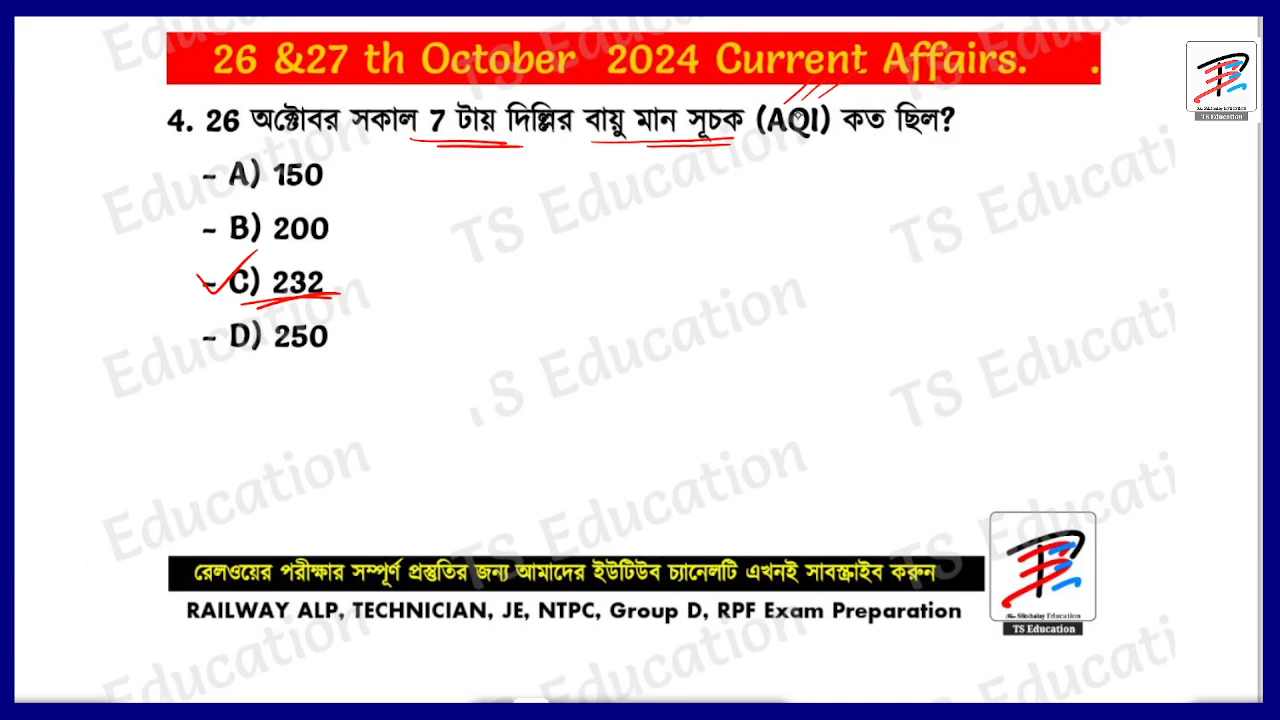 26 &27 th October 2024 Current Affairs. .
4. 26 অক্টোবর সকাল 7 টায় দিল্লির বায়ু মান সূচক (AQI) কত ছিল?
- A) 150
- B) 200
- C) 232
- D) 250
রেলওয়ের পরীক্ষার সম্পূর্ণ প্রস্তুতির জন্য আমাদের ইউটিউব চ্যানেলটি এখনই সাবস্ক্রাইব করুন
RAILWAY ALP, TECHNICIAN, JE, NTPC, Group D, RPF Exam Preparation
TS Education
TS Education